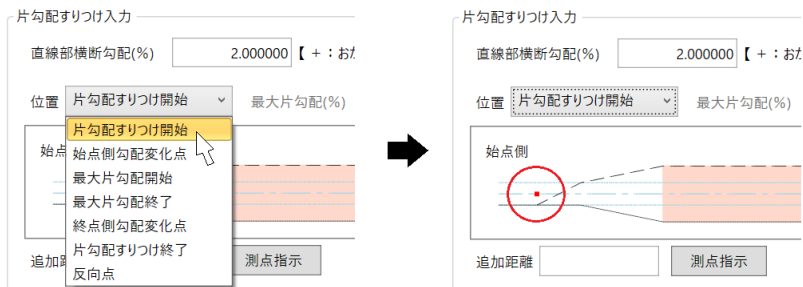 片勾配すりつけ入力
直線部横断勾配(%) 2.000000 【 + : おか
位置 片勾配すりつけ開始 最大片勾配(%)
片勾配すりつけ開始
始点側勾配変化点
最大片勾配開始
最大片勾配終了
終点側勾配変化点
片勾配すりつけ終了
反向点
始点
追加距 測点指示
片勾配すりつけ入力
直線部横断勾配(%) 2.000000 【 + : お
位置 片勾配すりつけ開始 最大片勾配(%)
始点側
追加距離 測点指示